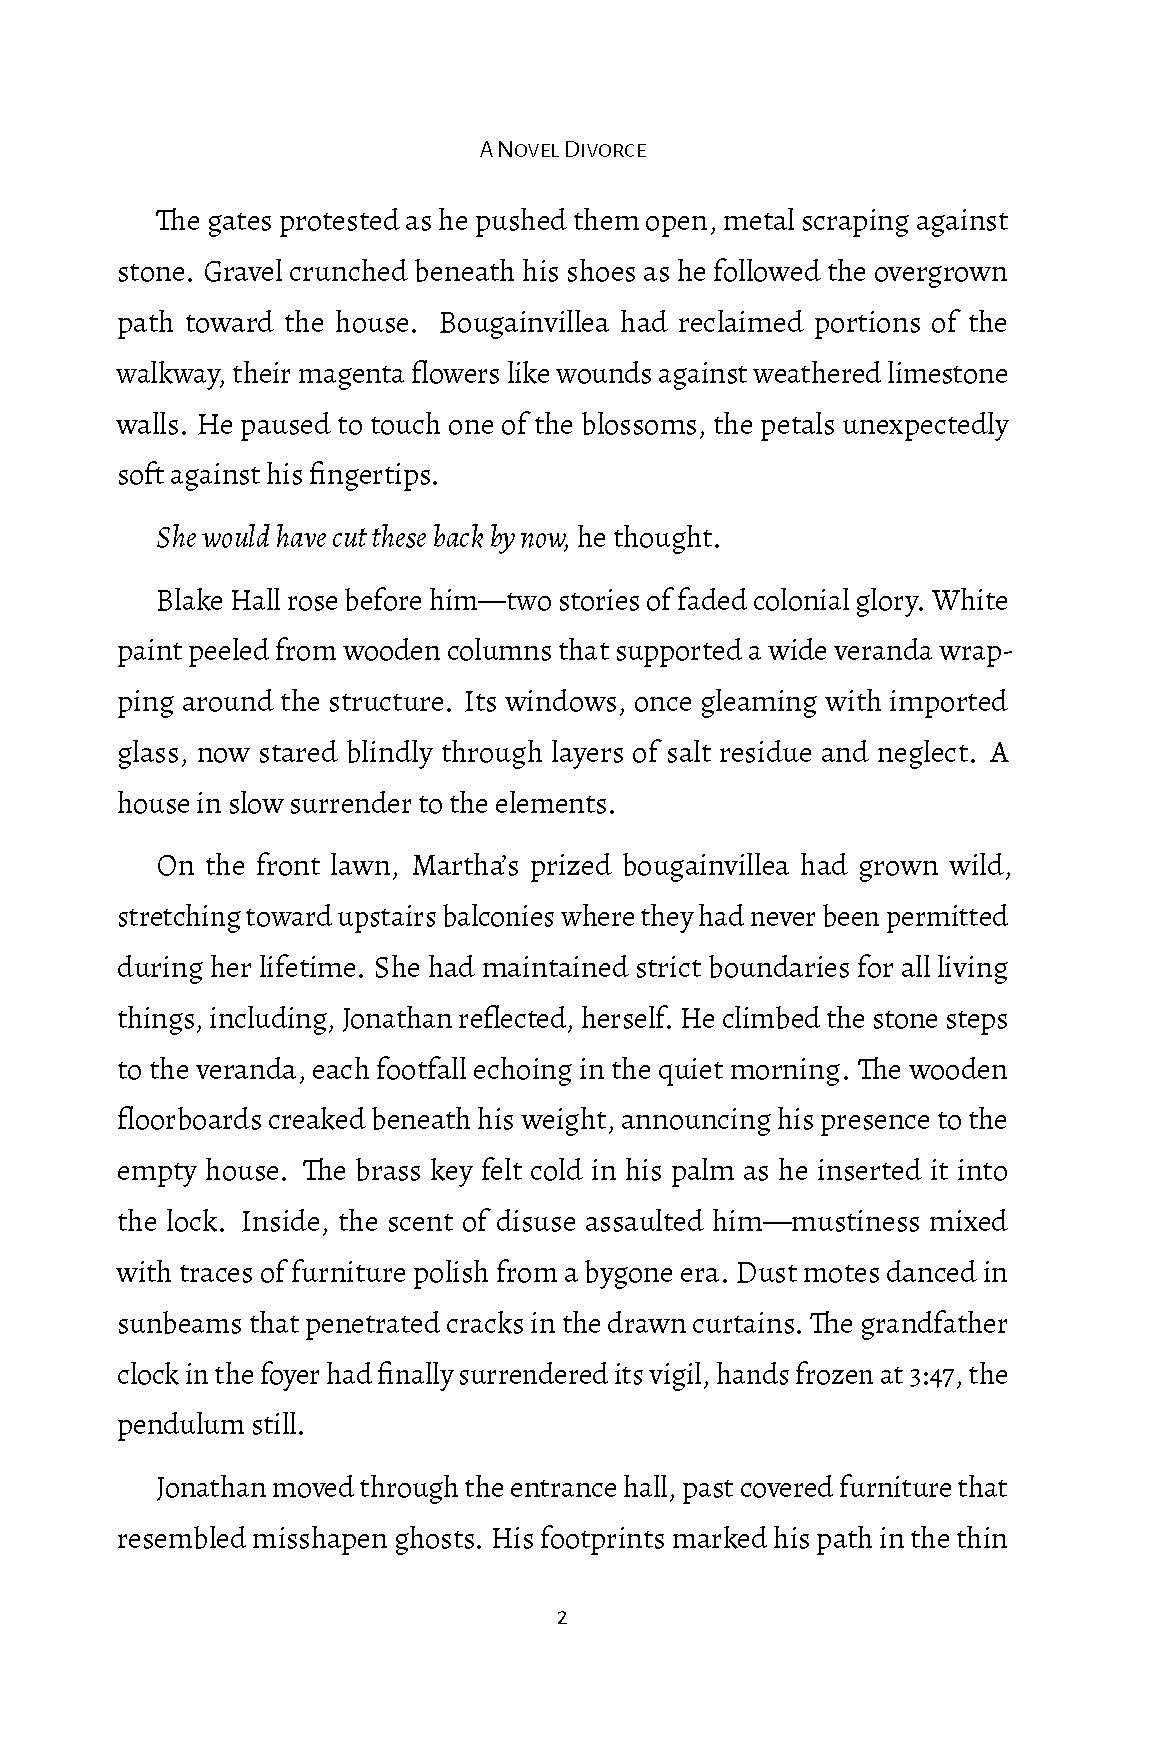 A NOVEL DIVORCE
The gates protested as he pushed them open, metal scraping against
stone. Gravel crunched beneath his shoes as he followed the overgrown
path toward the house. Bougainvillea had reclaimed portions of the
walkway, their magenta flowers like wounds against weathered limestone
walls. He paused to touch one of the blossoms, the petals unexpectedly
soft against his fingertips.
She would have cut these back by now, he thought.
Blake Hall rose before him—two stories of faded colonial glory. White
paint peeled from wooden columns that supported a wide veranda wrap-
ping around the structure. Its windows, once gleaming with imported
glass, now stared blindly through layers of salt residue and neglect. A
house in slow surrender to the elements.
On the front lawn, Martha’s prized bougainvillea had grown wild,
stretching toward upstairs balconies where they had never been permitted
during her lifetime. She had maintained strict boundaries for all living
things, including, Jonathan reflected, herself. He climbed the stone steps
to the veranda, each footfall echoing in the quiet morning. The wooden
floorboards creaked beneath his weight, announcing his presence to the
empty house. The brass key felt cold in his palm as he inserted it into
the lock. Inside, the scent of disuse assaulted him—mustiness mixed
with traces of furniture polish from a bygone era. Dust motes danced in
sunbeams that penetrated cracks in the drawn curtains. The grandfather
clock in the foyer had finally surrendered its vigil, hands frozen at 3:47, the
pendulum still.
Jonathan moved through the entrance hall, past covered furniture that
resembled misshapen ghosts. His footprints marked his path in the thin
2